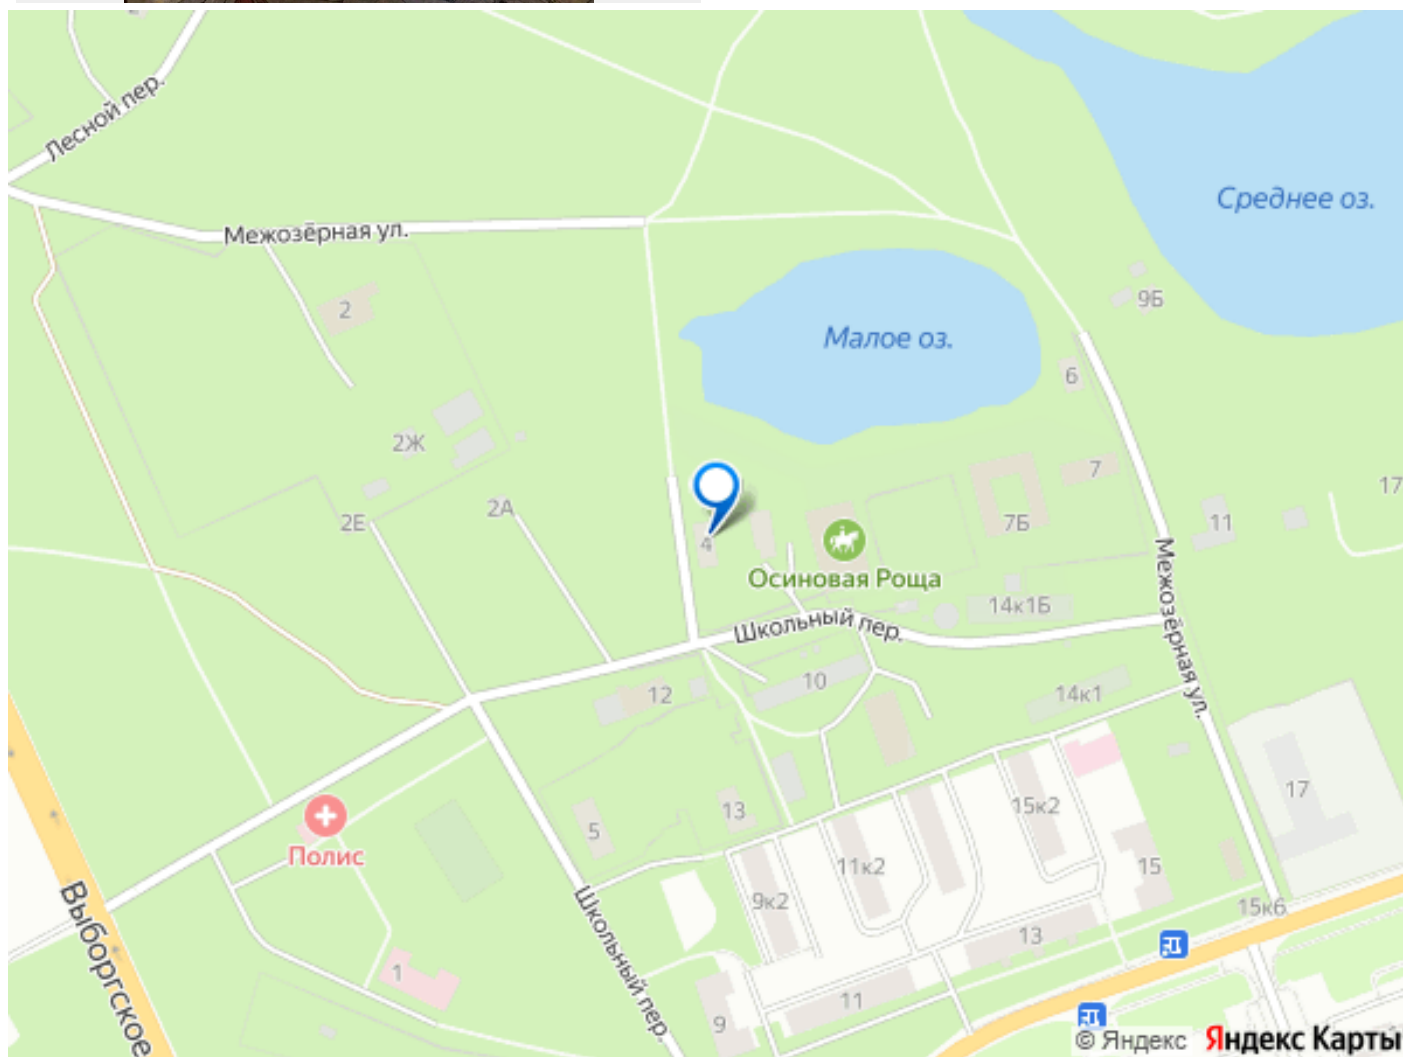 Лесной пер.
Среднее оз.
Межозёрная ул.
9Б
2
Малое оз.
6
2Ж
7
17
2А
2Е
7Б
11
4
Осиновая Роща
14к1Б
Школьный пер.
Межозёрная ул.
10
12
14к1
17
15к2
13
5
Полис
11к2
15
9к2
15к6
Выборгское
Школьный пер.
13
1
11
9
© Яндекс Яндекс Карты